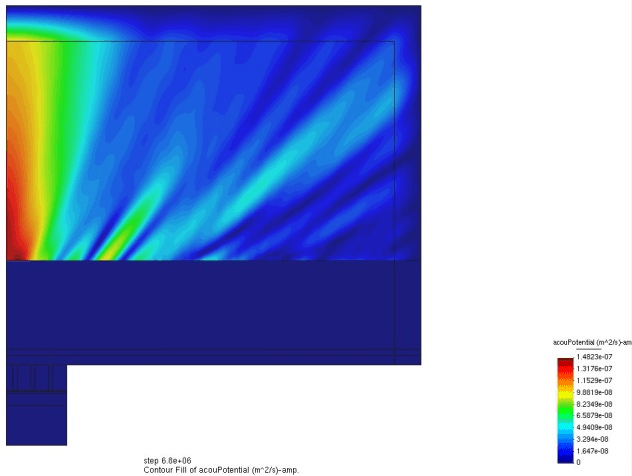 acouPotential (m^2/s)-am
1.4823e-07
1.3176e-07
1.1529e-07
9.8819e-08
8.2349e-08
6.5879e-08
4.9409e-08
3.294e-08
1.647e-08
0
step 6.8e+06
Contour Fill of acouPotential (m^2/s)-amp.